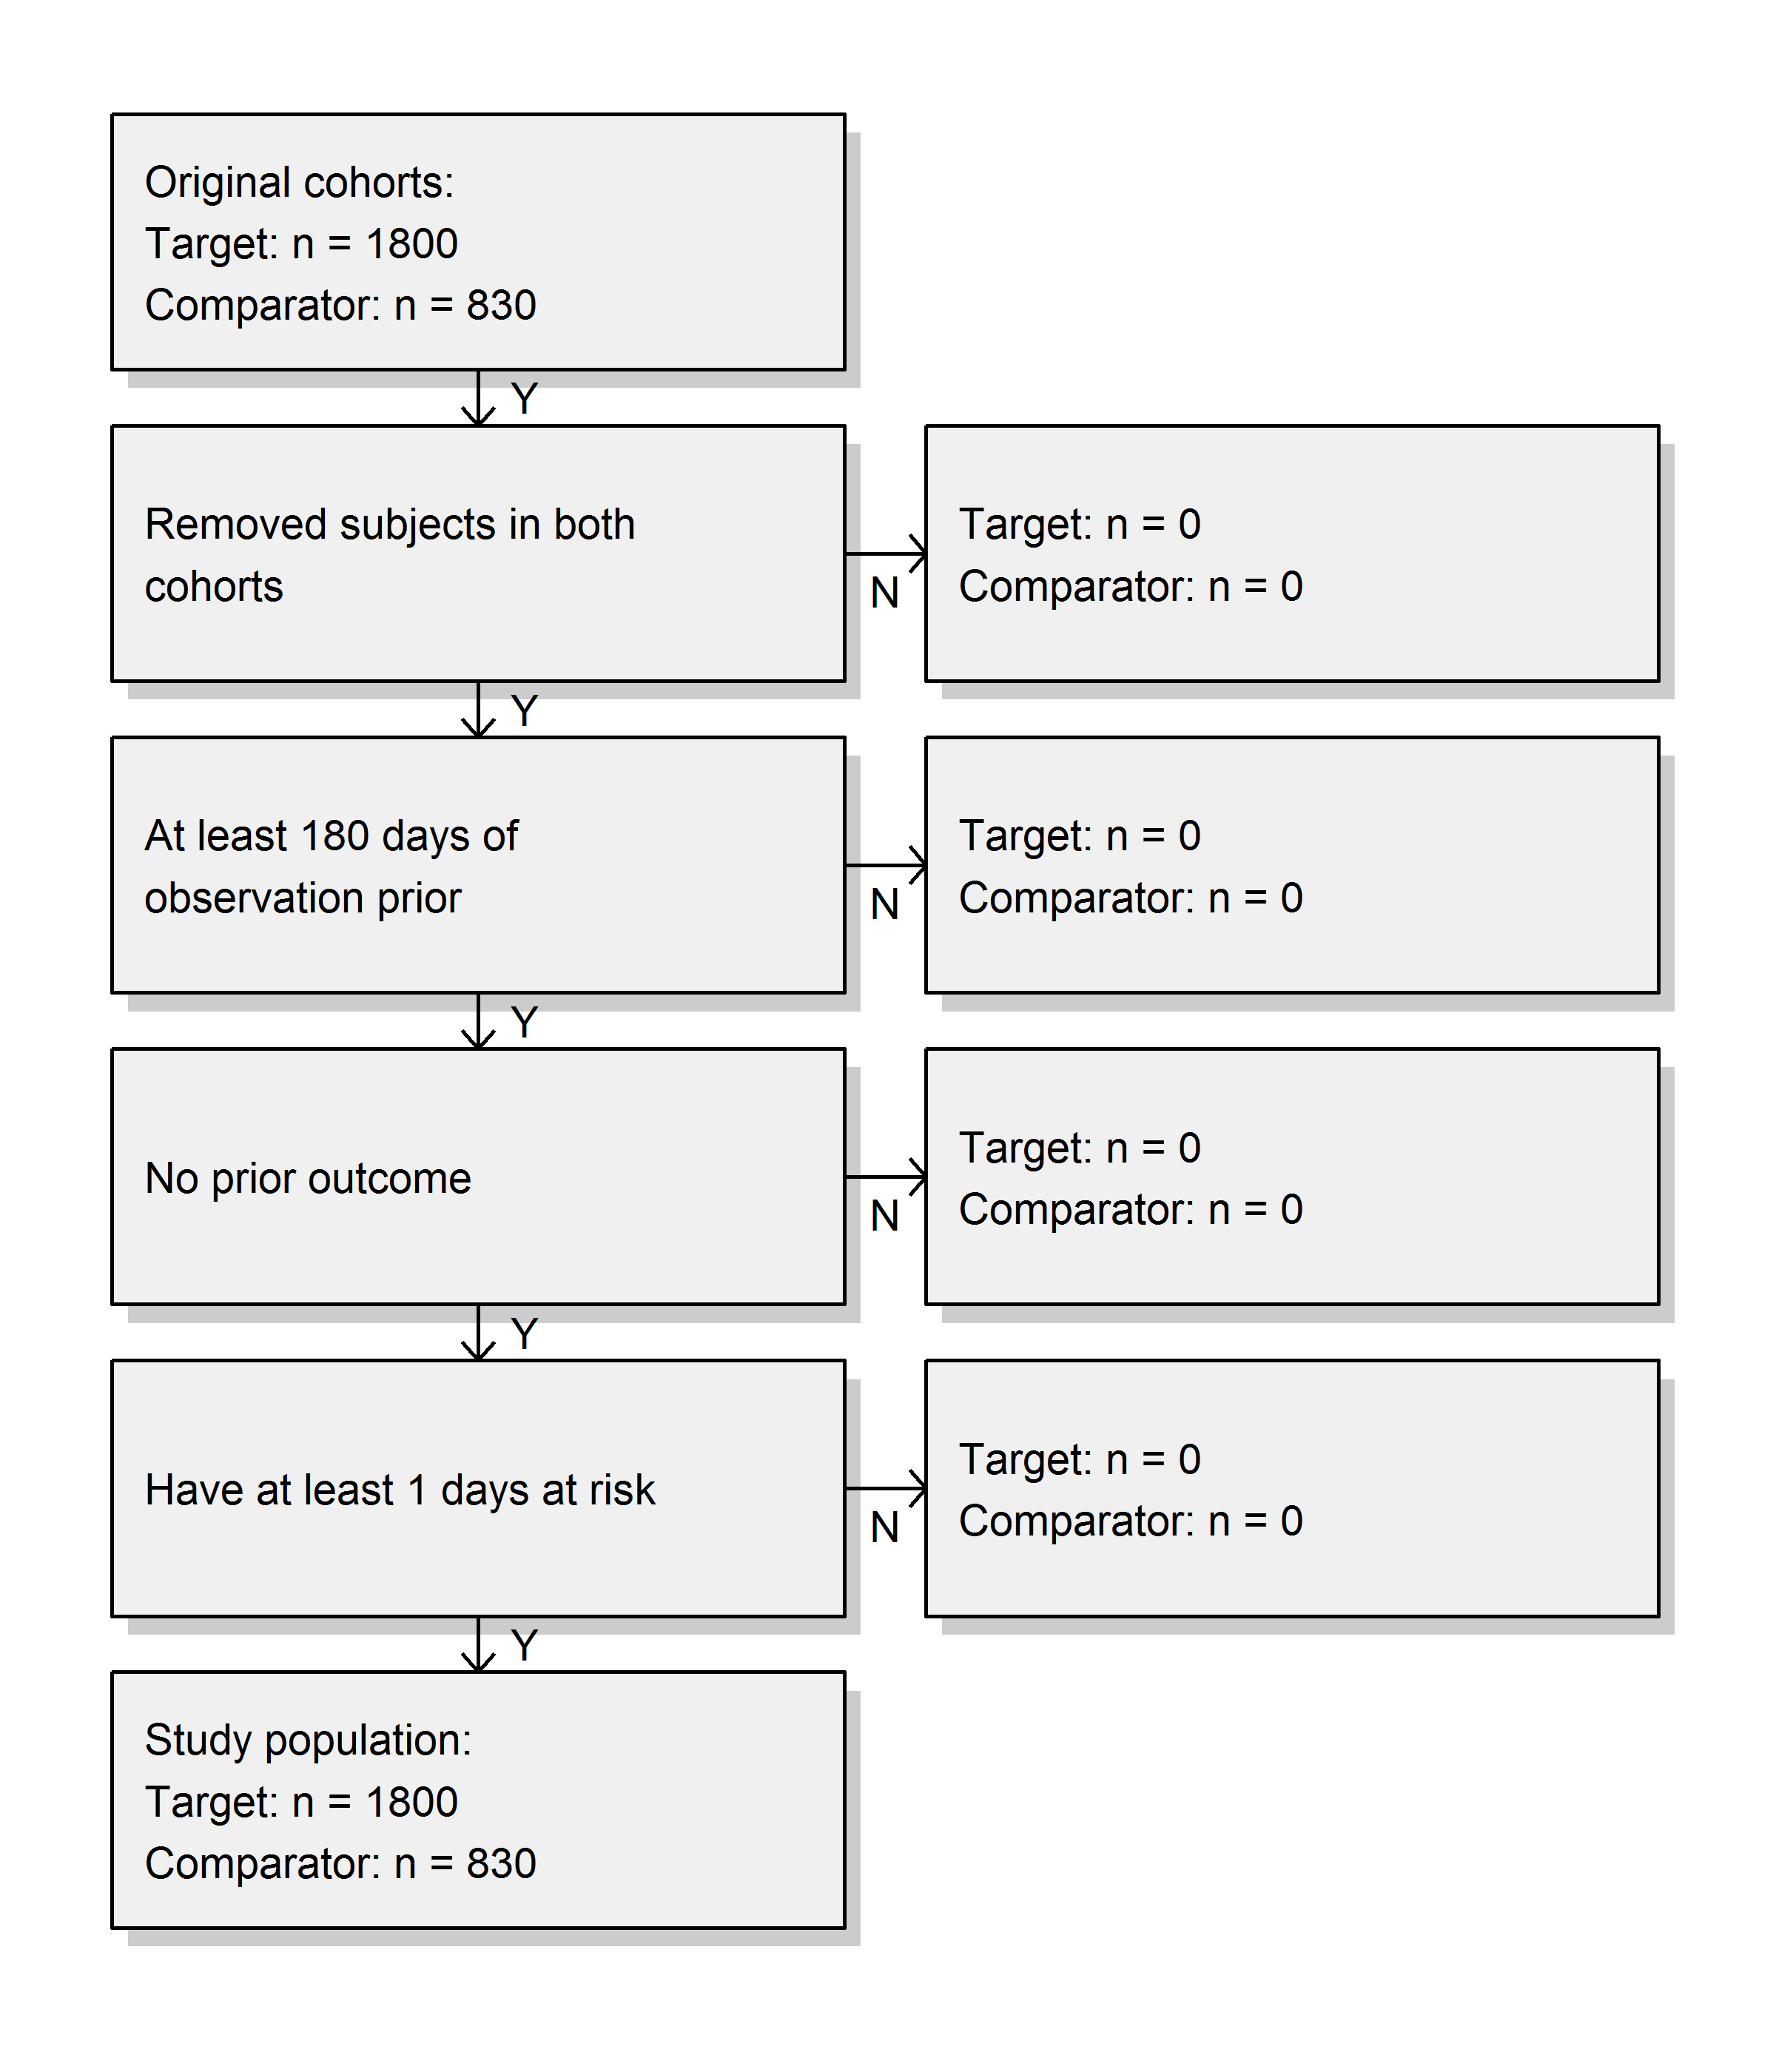 Original cohorts:
Target: n = 1800
Comparator: n = 830
Y
Removed subjects in both
cohorts
N
Target: n = 0
Comparator: n = 0
Y
At least 180 days of
observation prior
N
Target: n = 0
Comparator: n = 0
Y
No prior outcome
N
Target: n = 0
Comparator: n = 0
Y
Have at least 1 days at risk
N
Target: n = 0
Comparator: n = 0
Y
Study population:
Target: n = 1800
Comparator: n = 830